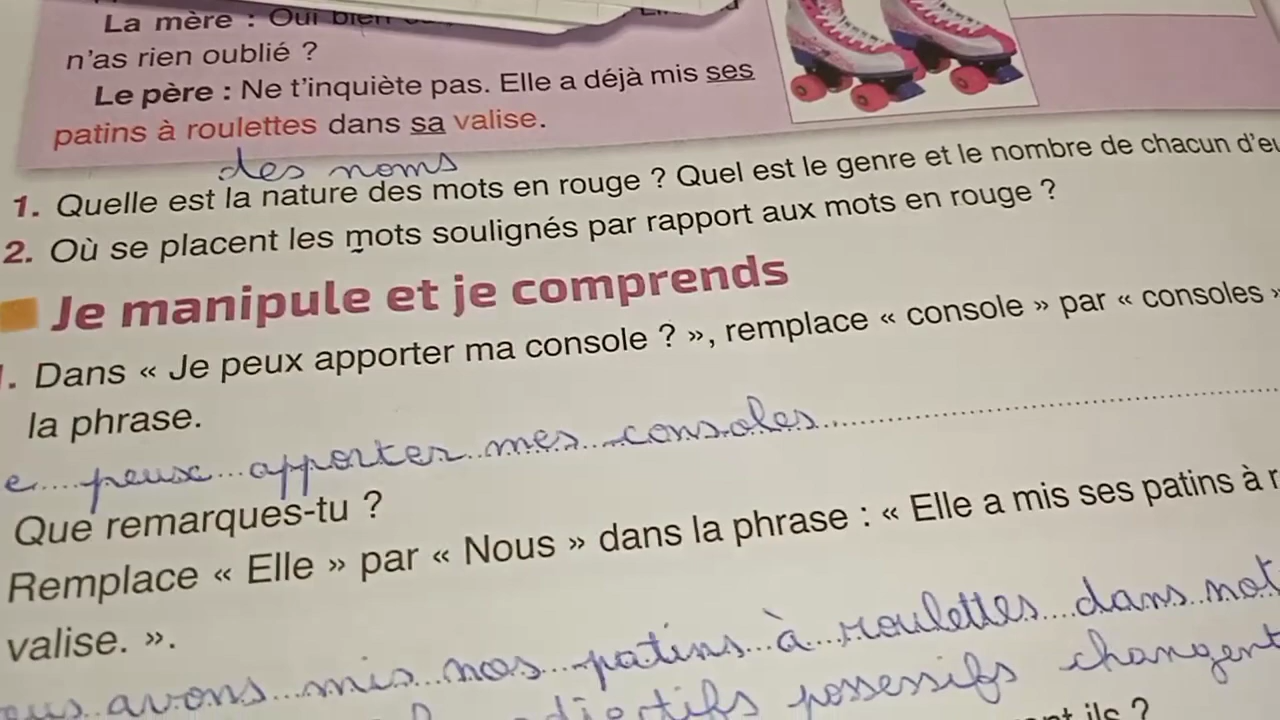 La mère : Oui bien
n'as rien oublié ?
Le père : Ne t'inquiète pas. Elle a déjà mis ses
patins à roulettes dans sa valise.
des noms
1. Quelle est la nature des mots en rouge ? Quel est le genre et le nombre de chacun d'eu
2. Où se placent les mots soulignés par rapport aux mots en rouge ?
Je manipule et je comprends
. Dans « Je peux apporter ma console ? », remplace « console » par « consoles »
la phrase.
e peux apporter mes consoles
Que remarques-tu ?
Remplace « Elle » par « Nous » dans la phrase : « Elle a mis ses patins à r
valise. ».
ous avons mis nos patins à roulettes dans not
possessifs changent
ils ?